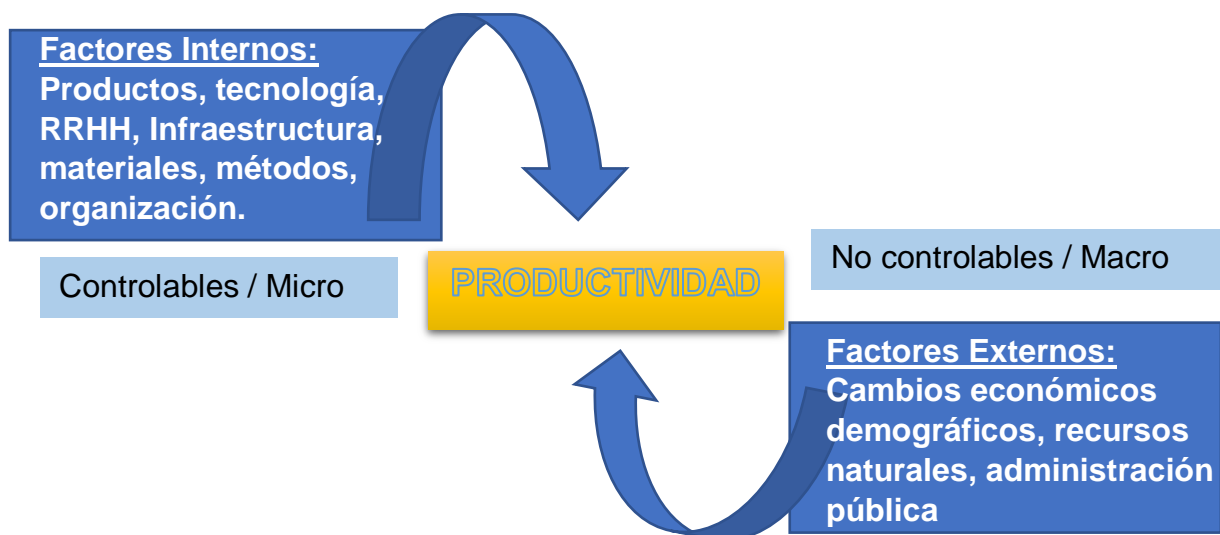 Factores Internos:
Productos, tecnología,
RRHH, Infraestructura,
materiales, métodos,
organización.
Controlables / Micro
PRODUCTIVIDAD
No controlables / Macro
Factores Externos:
Cambios económicos
demográficos, recursos
naturales, administración
pública